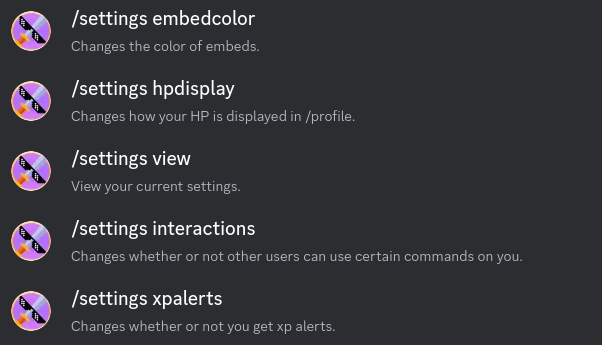 /settings embedcolor
Changes the color of embeds.
/settings hpdisplay
Changes how your HP is displayed in /profile.
/settings view
View your current settings.
/settings interactions
Changes whether or not other users can use certain commands on you.
/settings xpalerts
Changes whether or not you get xp alerts.